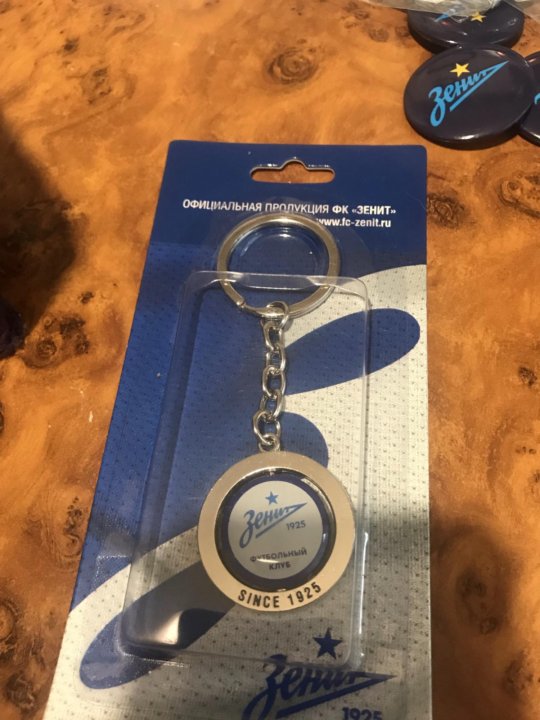 Зенит
ОФИЦИАЛЬНАЯ ПРОДУКЦИЯ ФК «ЗЕНИТ»
www.fc-zenit.ru
Зенит
1925
ФУТБОЛЬНЫЙ
КЛУБ
SINCE 1925
Зенит
1925